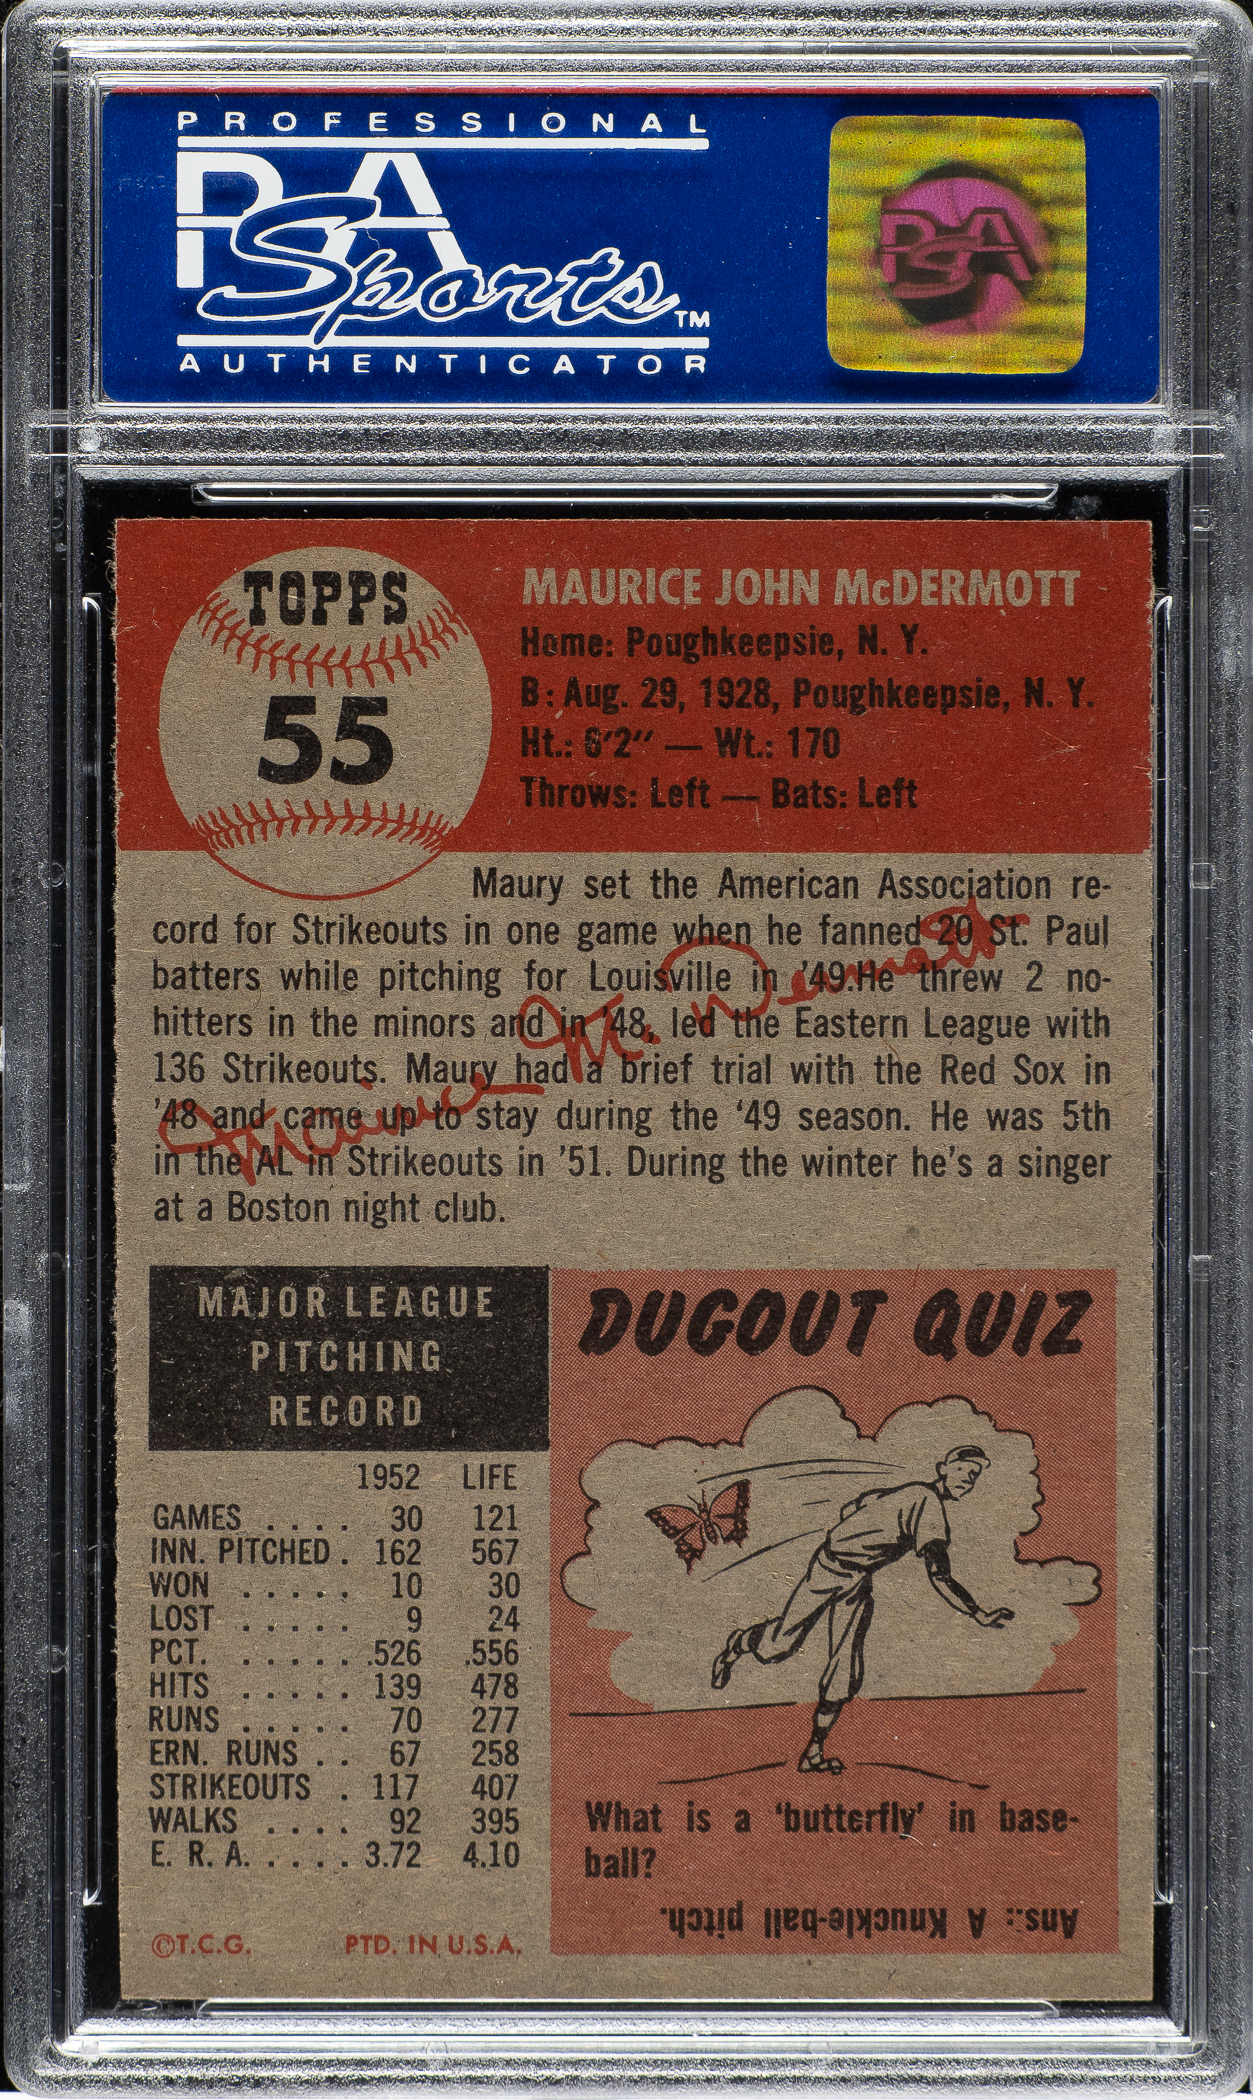 PROFESSIONAL
PSA
Sports™
AUTHENTICATOR
PSA
TOPPS
55
MAURICE JOHN McDERMOTT
Home: Poughkeepsie, N. Y.
B: Aug. 29, 1928, Poughkeepsie, N. Y.
Ht.: 6'2" — Wt.: 170
Throws: Left — Bats: Left
Maury set the American Association re-
cord for Strikeouts in one game when he fanned 20 St. Paul
batters while pitching for Louisville in '49.He threw 2 no-
hitters in the minors and in '48, led the Eastern League with
136 Strikeouts. Maury had a brief trial with the Red Sox in
'48 and came up to stay during the '49 season. He was 5th
in the AL in Strikeouts in '51. During the winter he's a singer
at a Boston night club.
Maurice McDermott
MAJOR LEAGUE
PITCHING
RECORD
1952 LIFE
GAMES . . . . 30 121
INN. PITCHED . 162 567
WON . . . . . 10 30
LOST . . . . . 9 24
PCT. . . . . . .526 .556
HITS . . . . . 139 478
RUNS . . . . . 70 277
ERN. RUNS . . 67 258
STRIKEOUTS . 117 407
WALKS . . . . 92 395
E. R. A. . . . . 3.72 4.10
©T.C.G. PTD. IN U.S.A.
DUGOUT QUIZ
What is a 'butterfly' in base-
ball?
Ans.: A Knuckle-ball pitch.